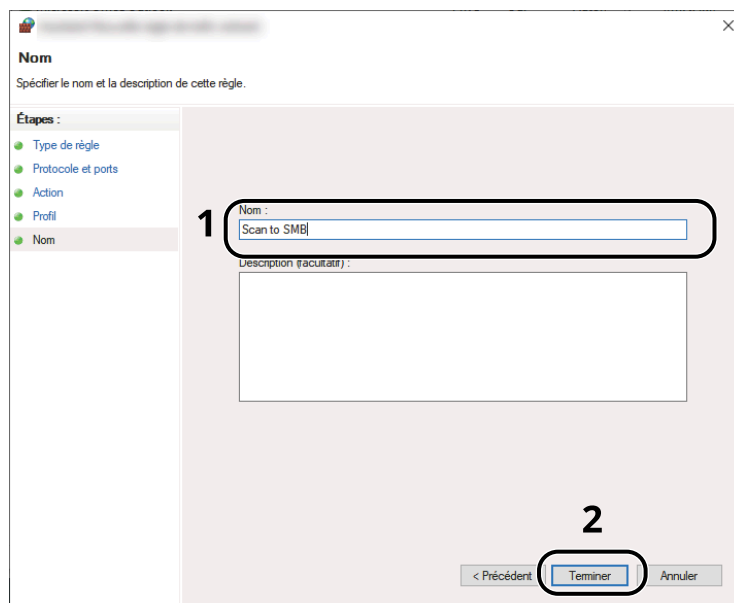 Nom
Spécifier le nom et la description de cette règle.
Étapes :
Type de règle
Protocole et ports
Action
Profil
Nom
1
Nom :
Scan to SMB
Description (facultatif) :
2
< Précédent
Terminer
Annuler